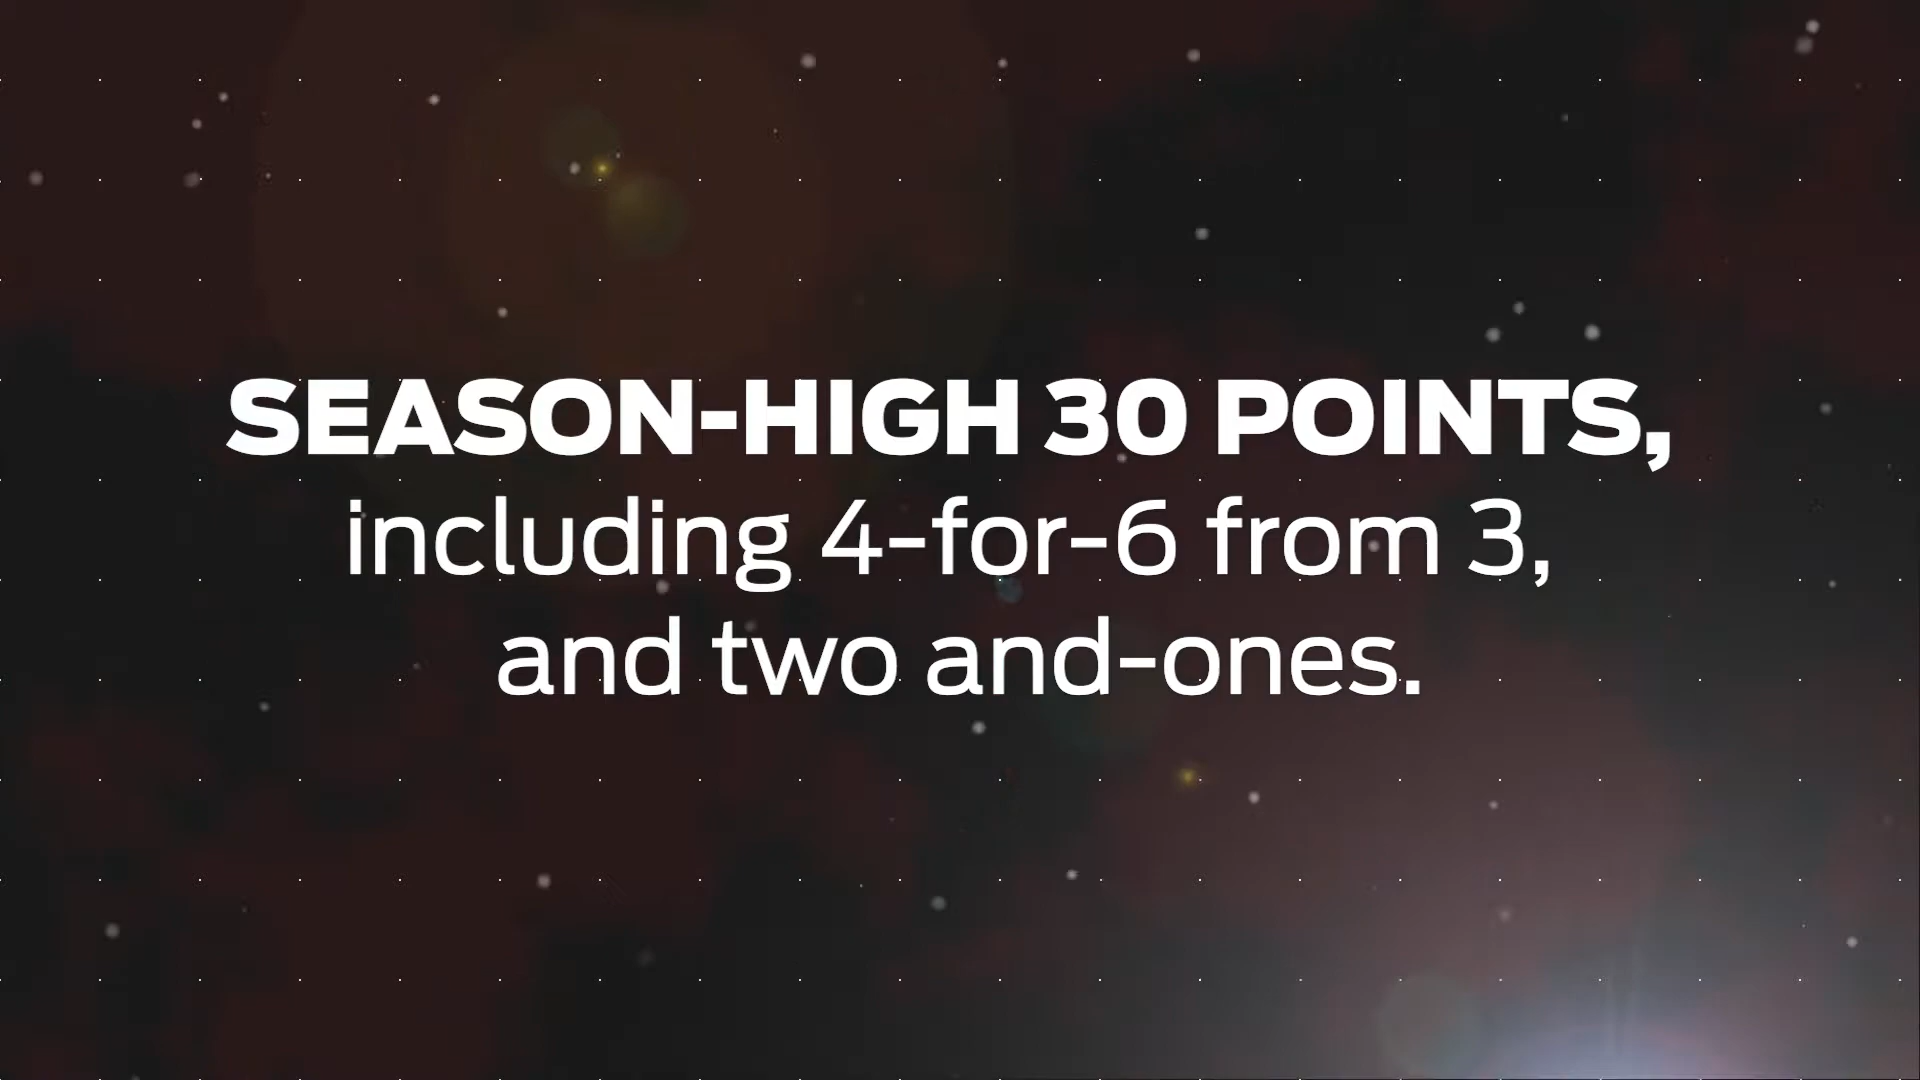 SEASON-HIGH 30 POINTS,
including 4-for-6 from 3,
and two and-ones.